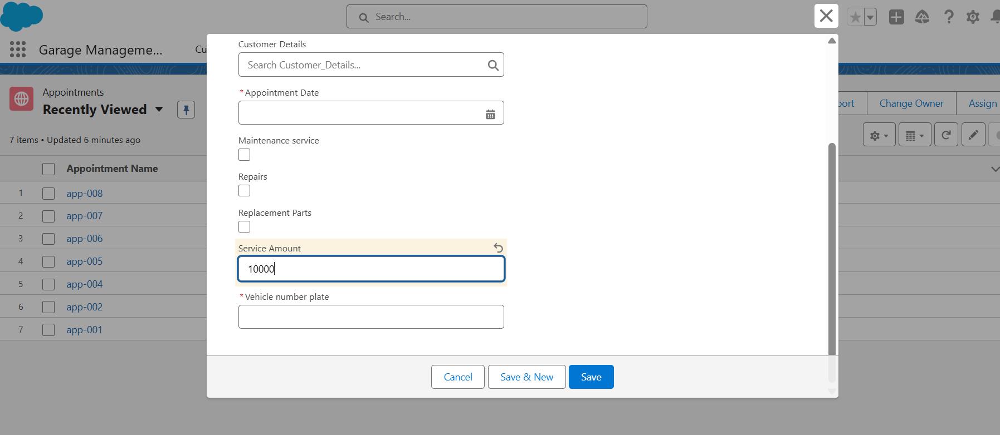 Search...
Garage Manageme...
Cu
Appointments
Recently Viewed
7 items • Updated 6 minutes ago
Appointment Name
1 app-008
2 app-007
3 app-006
4 app-005
5 app-004
6 app-002
7 app-001
Customer Details
Search Customer_Details...
* Appointment Date
Maintenance service
Repairs
Replacement Parts
Service Amount
10000
* Vehicle number plate
Cancel
Save & New
Save
port
Change Owner
Assign